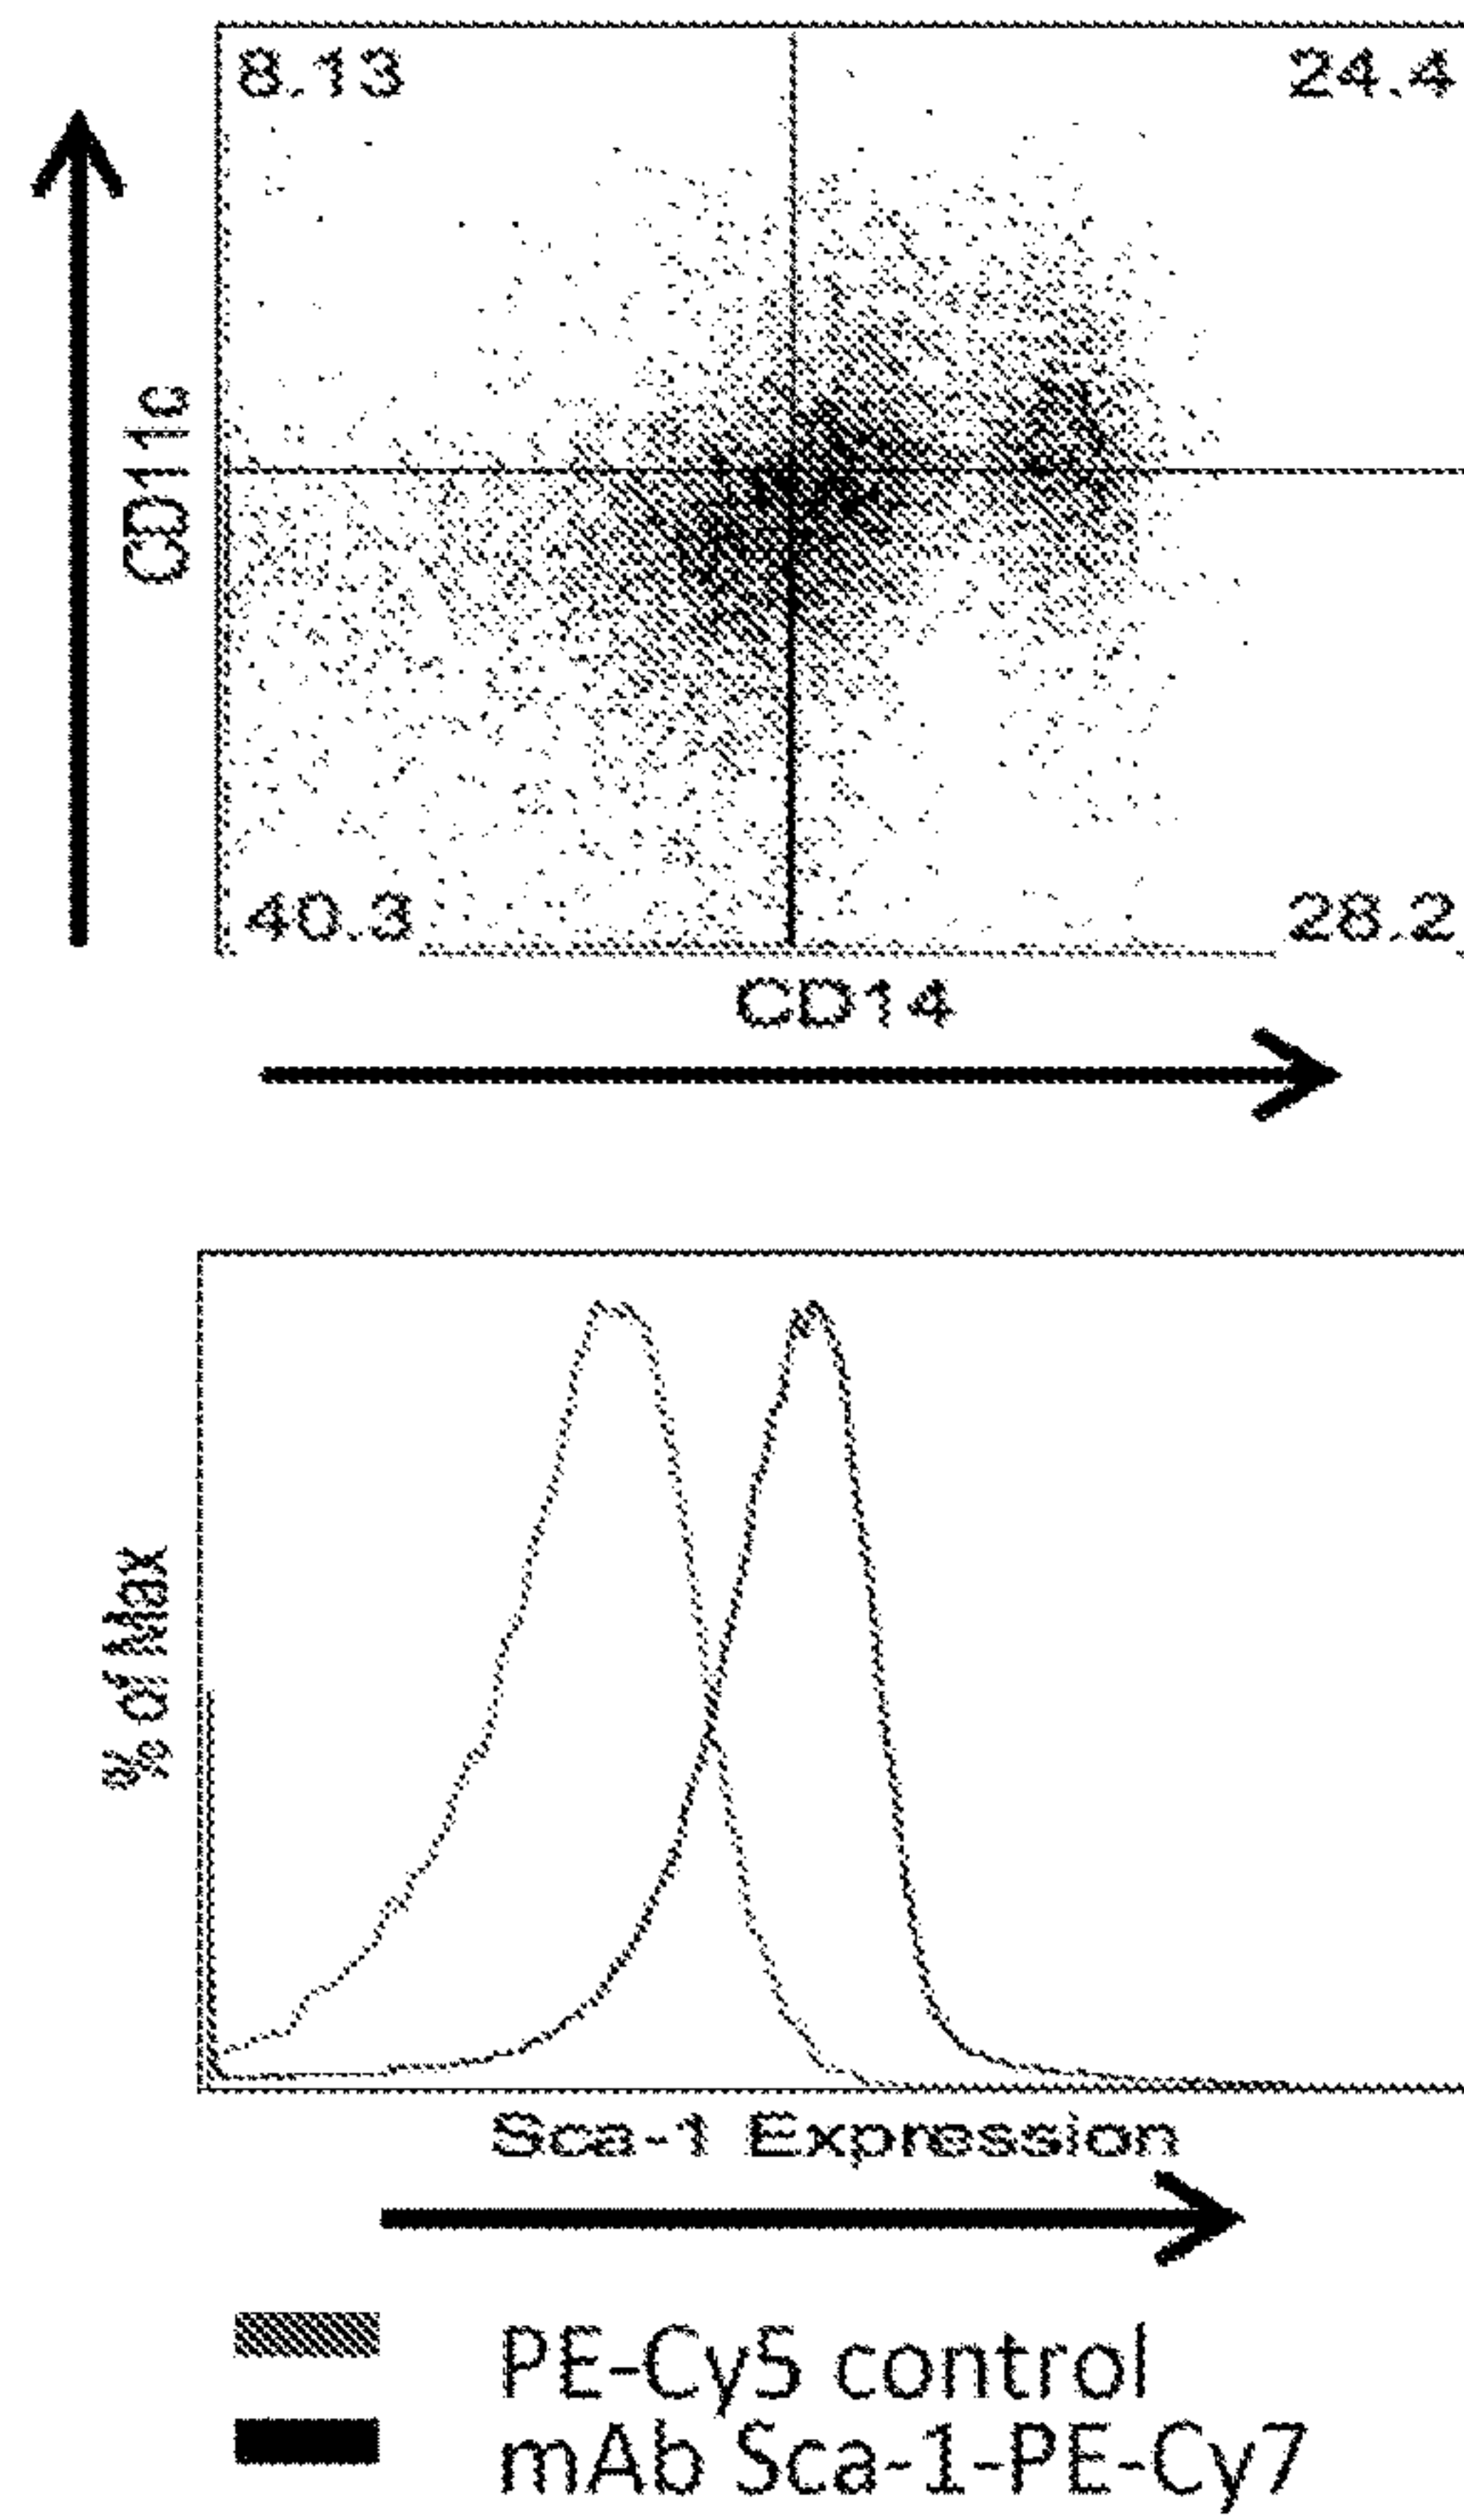 8.13
24.4
CD11c
40.3
28.2
CD14
% of Max
Sca-1 Expression
PE-Cy5 control
mAb Sca-1-PE-Cy7